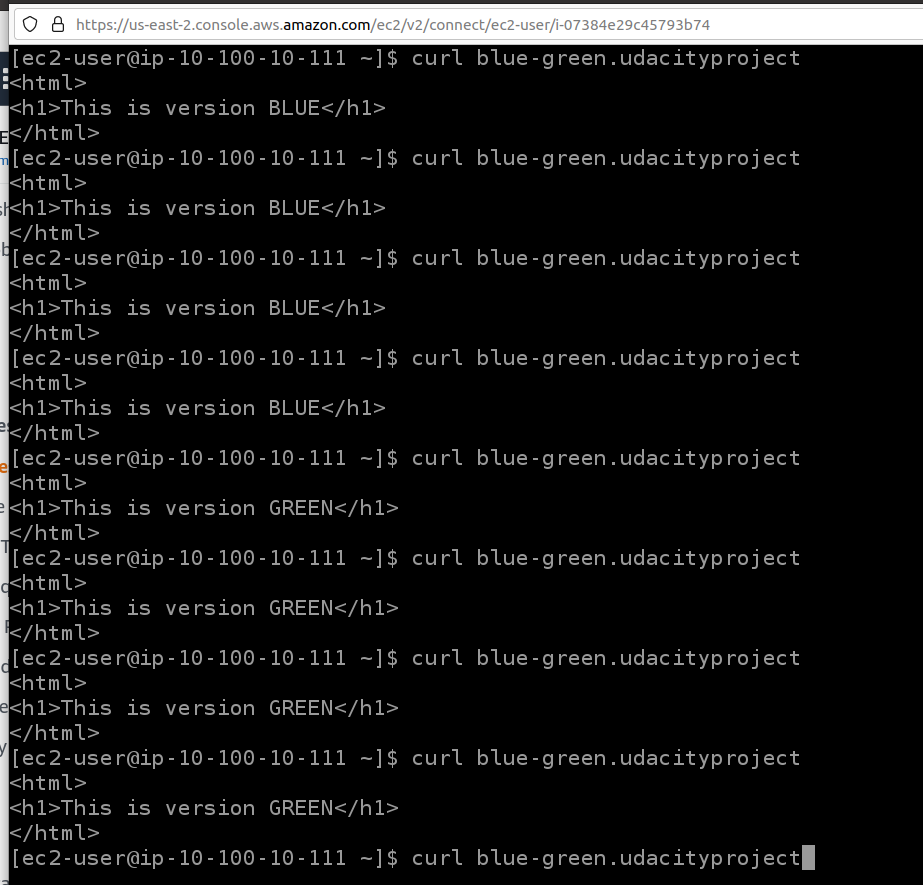 https://us-east-2.console.aws.amazon.com/ec2/v2/connect/ec2-user/i-07384e29c45793b74
[ec2-user@ip-10-100-10-111 ~]$ curl blue-green.udacityproject
<html>
<h1>This is version BLUE</h1>
</html>
[ec2-user@ip-10-100-10-111 ~]$ curl blue-green.udacityproject
<html>
<h1>This is version BLUE</h1>
</html>
[ec2-user@ip-10-100-10-111 ~]$ curl blue-green.udacityproject
<html>
<h1>This is version BLUE</h1>
</html>
[ec2-user@ip-10-100-10-111 ~]$ curl blue-green.udacityproject
<html>
<h1>This is version BLUE</h1>
</html>
[ec2-user@ip-10-100-10-111 ~]$ curl blue-green.udacityproject
<html>
<h1>This is version GREEN</h1>
</html>
[ec2-user@ip-10-100-10-111 ~]$ curl blue-green.udacityproject
<html>
<h1>This is version GREEN</h1>
</html>
[ec2-user@ip-10-100-10-111 ~]$ curl blue-green.udacityproject
<html>
<h1>This is version GREEN</h1>
</html>
[ec2-user@ip-10-100-10-111 ~]$ curl blue-green.udacityproject
<html>
<h1>This is version GREEN</h1>
</html>
[ec2-user@ip-10-100-10-111 ~]$ curl blue-green.udacityproject